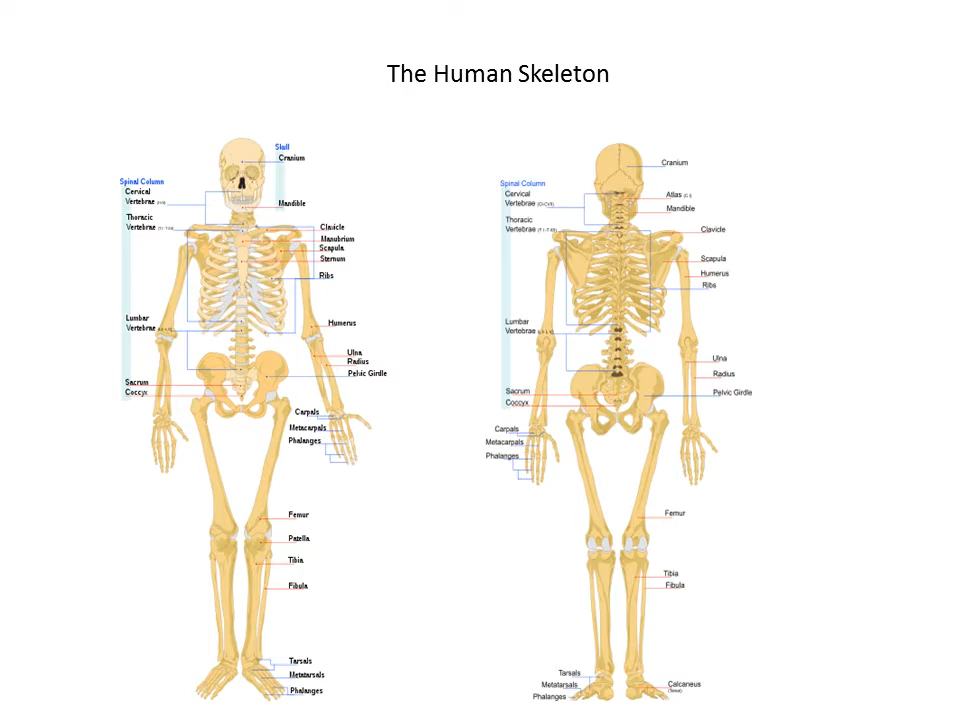 The Human Skeleton
Skull
Cranium
Spinal Column
Cervical
Vertebrae
Mandible
Thoracic
Vertebrae
Clavicle
Manubrium
Scapula
Sternum
Ribs
Lumbar
Vertebrae
Humerus
Ulna
Radius
Pelvic Girdle
Sacrum
Coccyx
Carpals
Metacarpals
Phalanges
Femur
Patella
Tibia
Fibula
Tarsals
Metatarsals
Phalanges
Cranium
Spinal Column
Cervical
Vertebrae
Atlas
Mandible
Thoracic
Vertebrae
Clavicle
Scapula
Humerus
Ribs
Lumbar
Vertebrae
Ulna
Radius
Pelvic Girdle
Sacrum
Coccyx
Carpals
Metacarpals
Phalanges
Femur
Tibia
Fibula
Tarsals
Metatarsals
Phalanges
Calcaneus